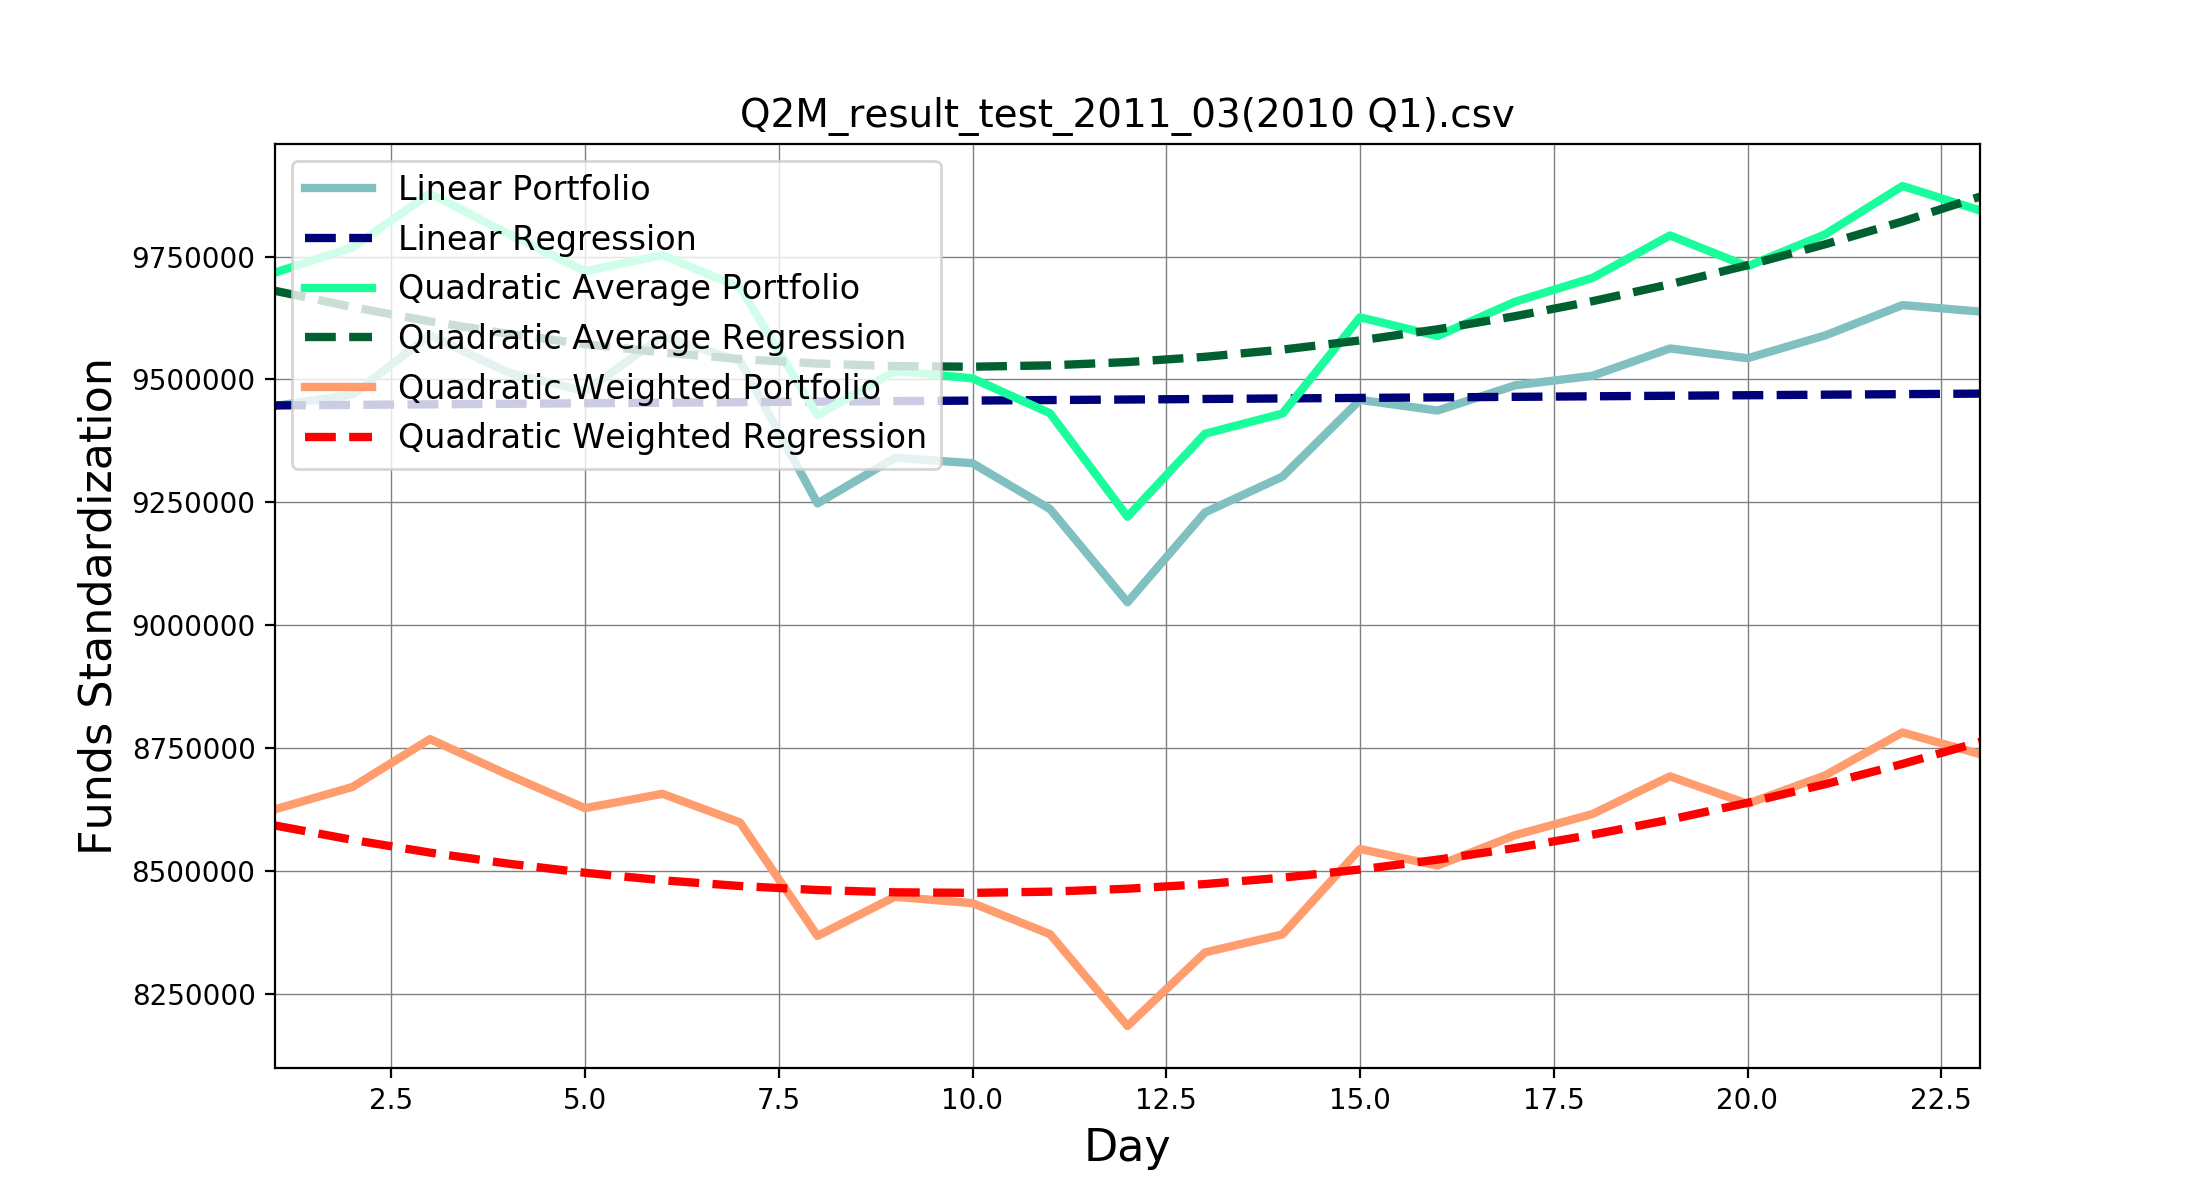 Q2M_result_test_2011_03(2010 Q1).csv
Linear Portfolio
Linear Regression
Quadratic Average Portfolio
Quadratic Average Regression
Quadratic Weighted Portfolio
Quadratic Weighted Regression
Funds Standardization
9750000
9500000
9250000
9000000
8750000
8500000
8250000
2.5 5.0 7.5 10.0 12.5 15.0 17.5 20.0 22.5
Day